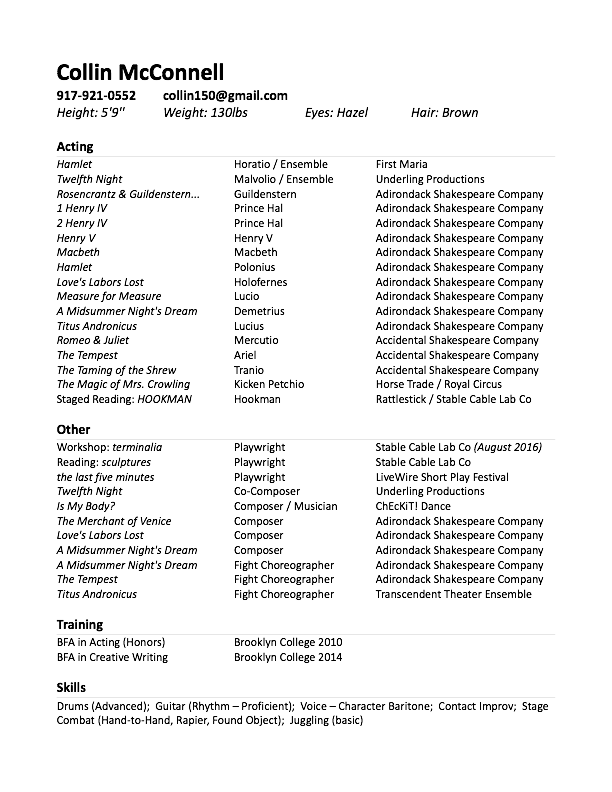 Collin McConnell
917-921-0552 collin150@gmail.com
Height: 5'9" Weight: 130lbs Eyes: Hazel Hair: Brown
Acting
Hamlet Horatio / Ensemble First Maria
Twelfth Night Malvolio / Ensemble Underling Productions
Rosencrantz & Guildenstern... Guildenstern Adirondack Shakespeare Company
1 Henry IV Prince Hal Adirondack Shakespeare Company
2 Henry IV Prince Hal Adirondack Shakespeare Company
Henry V Henry V Adirondack Shakespeare Company
Macbeth Macbeth Adirondack Shakespeare Company
Hamlet Polonius Adirondack Shakespeare Company
Love's Labors Lost Holofernes Adirondack Shakespeare Company
Measure for Measure Lucio Adirondack Shakespeare Company
A Midsummer Night's Dream Demetrius Adirondack Shakespeare Company
Titus Andronicus Lucius Adirondack Shakespeare Company
Romeo & Juliet Mercutio Accidental Shakespeare Company
The Tempest Ariel Accidental Shakespeare Company
The Taming of the Shrew Tranio Accidental Shakespeare Company
The Magic of Mrs. Crowling Kicken Petchio Horse Trade / Royal Circus
Staged Reading: HOOKMAN Hookman Rattlestick / Stable Cable Lab Co
Other
Workshop: terminalia Playwright Stable Cable Lab Co (August 2016)
Reading: sculptures Playwright Stable Cable Lab Co
the last five minutes Playwright LiveWire Short Play Festival
Twelfth Night Co-Composer Underling Productions
Is My Body? Composer / Musician ChEcKiT! Dance
The Merchant of Venice Composer Adirondack Shakespeare Company
Love's Labors Lost Composer Adirondack Shakespeare Company
A Midsummer Night's Dream Composer Adirondack Shakespeare Company
A Midsummer Night's Dream Fight Choreographer Adirondack Shakespeare Company
The Tempest Fight Choreographer Adirondack Shakespeare Company
Titus Andronicus Fight Choreographer Transcendent Theater Ensemble
Training
BFA in Acting (Honors) Brooklyn College 2010
BFA in Creative Writing Brooklyn College 2014
Skills
Drums (Advanced); Guitar (Rhythm – Proficient); Voice – Character Baritone; Contact Improv; Stage
Combat (Hand-to-Hand, Rapier, Found Object); Juggling (basic)